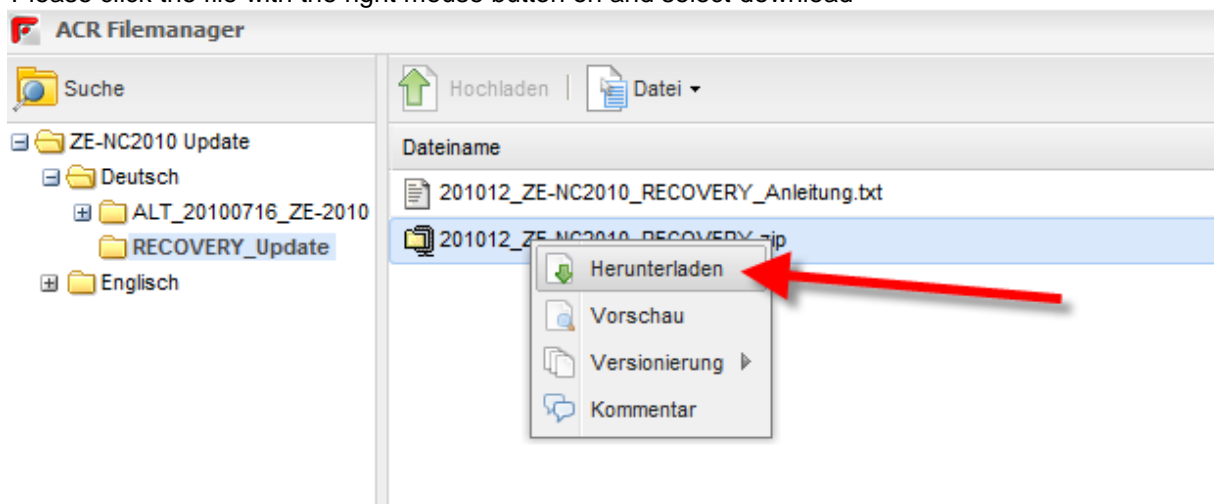 Please click the file with the right mouse button on and select download
ACR Filemanager
Suche
Hochladen
Datei
ZE-NC2010 Update
Deutsch
ALT_20100716_ZE-2010
RECOVERY_Update
Englisch
Dateiname
201012_ZE-NC2010_RECOVERY_Anleitung.txt
201012_ZE-NC2010_RECOVERY.zip
Herunterladen
Vorschau
Versionierung
Kommentar